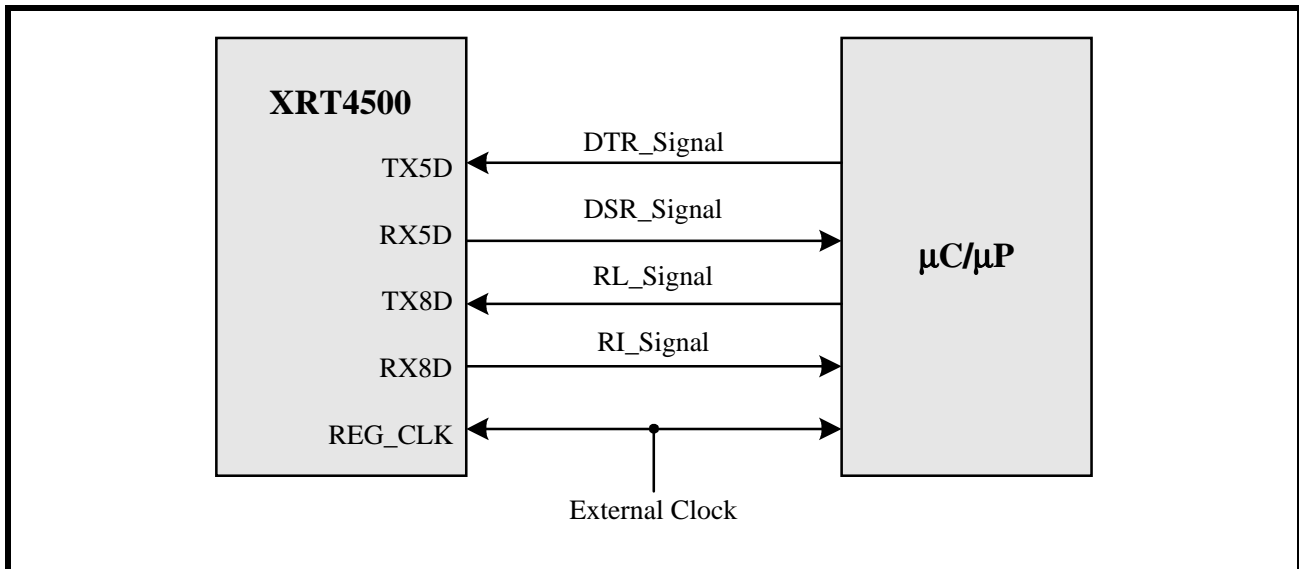 XRT4500
TX5D
RX5D
TX8D
RX8D
REG_CLK
DTR_Signal
DSR_Signal
RL_Signal
RI_Signal
External Clock
μC/μP